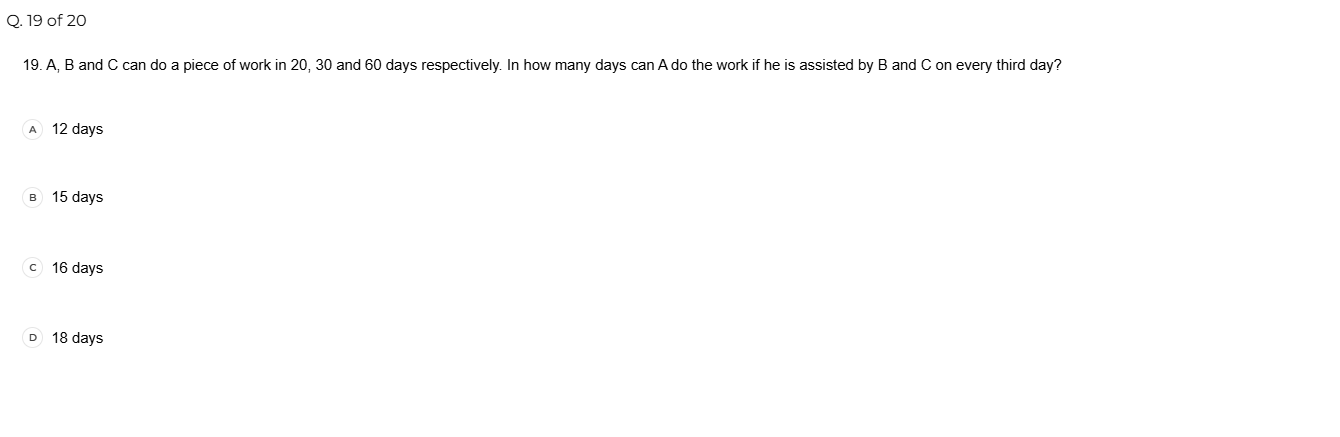 Q. 19 of 20
19. A, B and C can do a piece of work in 20, 30 and 60 days respectively. In how many days can A do the work if he is assisted by B and C on every third day?
A 12 days
B 15 days
C 16 days
D 18 days